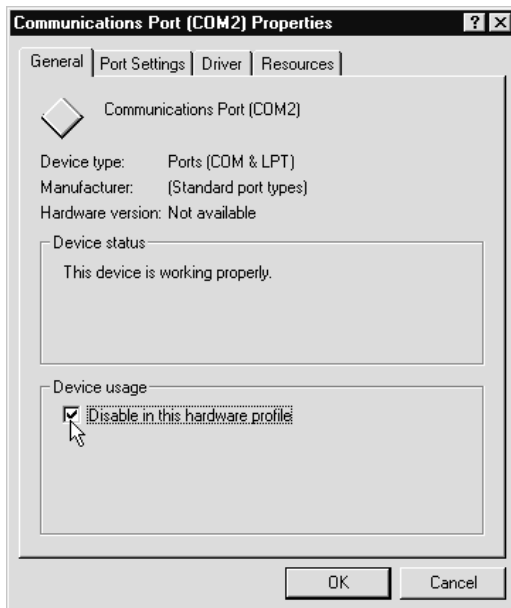 Communications Port (COM2) Properties
General Port Settings Driver Resources
Communications Port (COM2)
Device type: Ports (COM & LPT)
Manufacturer: (Standard port types)
Hardware version: Not available
Device status
This device is working properly.
Device usage
Disable in this hardware profile
OK Cancel